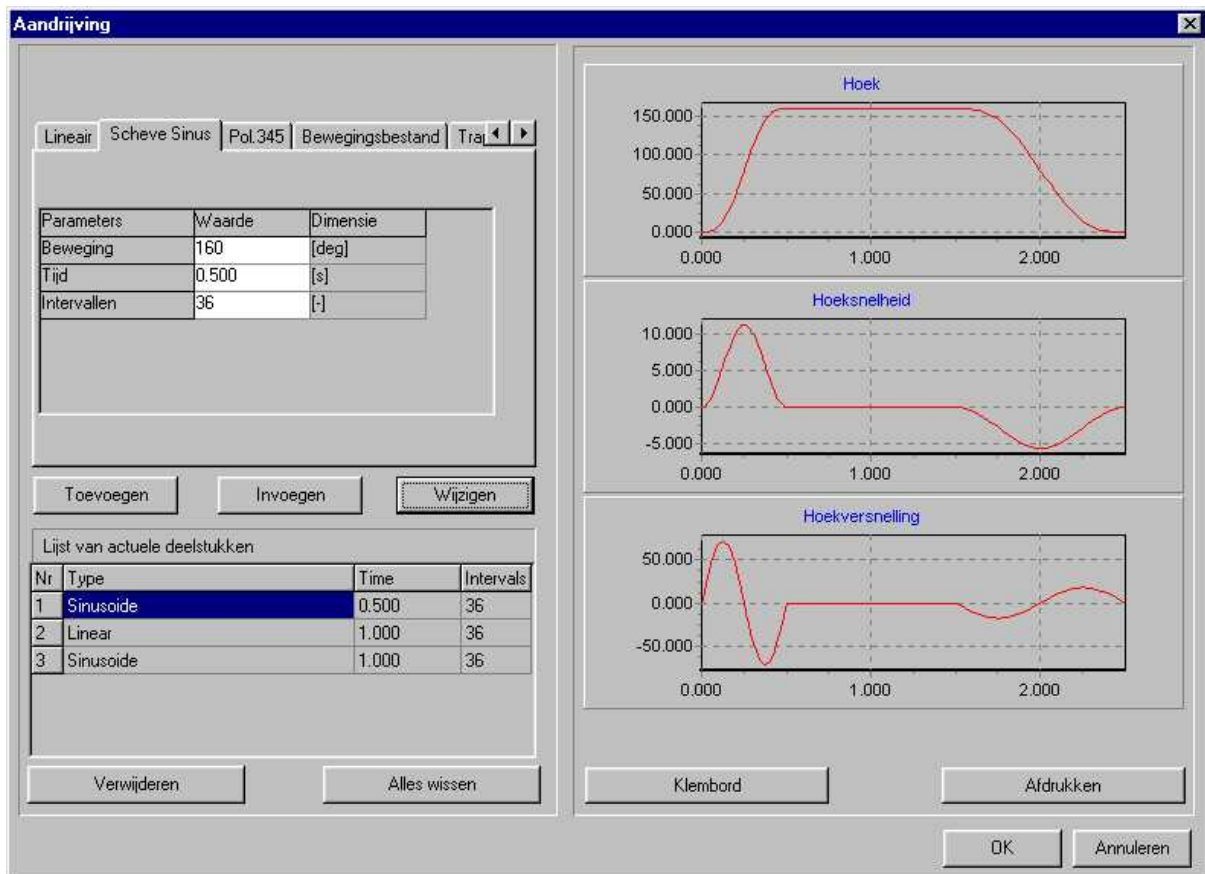 Aandrijving
Lineair Scheve Sinus Pol.345 Bewegingsbestand Tra
Parameters Waarde Dimensie
Beweging 160 [deg]
Tijd 0.500 [s]
Intervallen 36 [-]
Toevoegen Invoegen Wijzigen
Lijst van actuele deelstukken
Nr Type Time Intervals
1 Sinusoide 0.500 36
2 Linear 1.000 36
3 Sinusoide 1.000 36
Verwijderen Alles wissen
Hoek
150.000
100.000
50.000
0.000
0.000 1.000 2.000
Hoeksnelheid
10.000
5.000
0.000
-5.000
0.000 1.000 2.000
Hoekversnelling
50.000
0.000
-50.000
0.000 1.000 2.000
Klembord Afdrukken
OK Annuleren